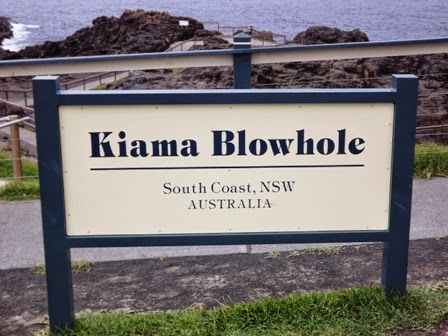 Kiama Blowhole
South Coast, NSW
AUSTRALIA